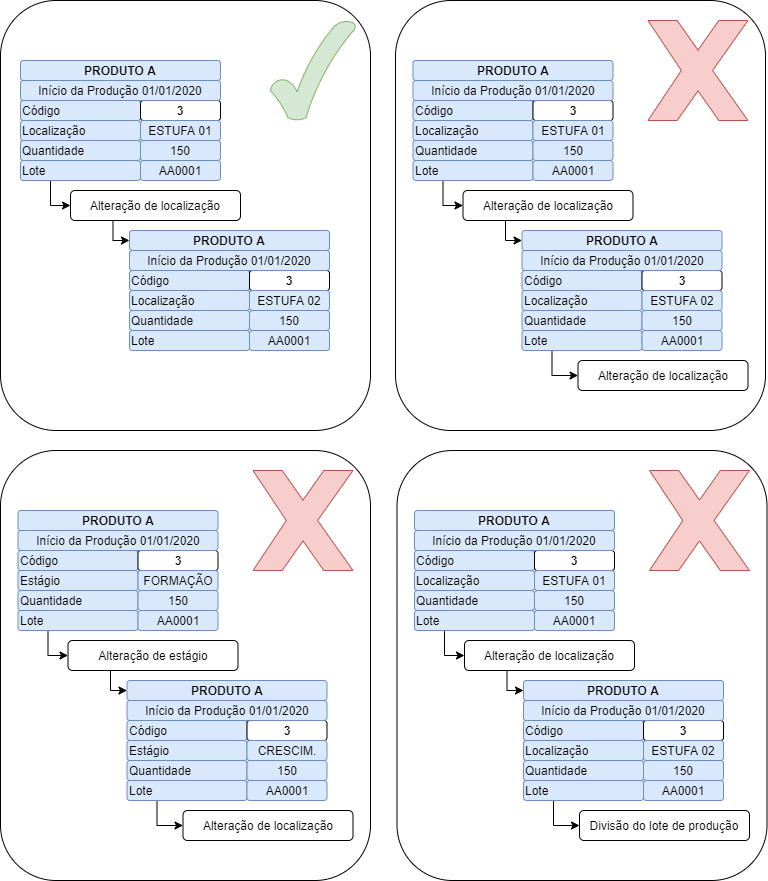 PRODUTO A
Início da Produção 01/01/2020
Código 3
Localização ESTUFA 01
Quantidade 150
Lote AA0001
Alteração de localização
PRODUTO A
Início da Produção 01/01/2020
Código 3
Localização ESTUFA 02
Quantidade 150
Lote AA0001
PRODUTO A
Início da Produção 01/01/2020
Código 3
Localização ESTUFA 01
Quantidade 150
Lote AA0001
Alteração de localização
PRODUTO A
Início da Produção 01/01/2020
Código 3
Localização ESTUFA 02
Quantidade 150
Lote AA0001
Alteração de localização
PRODUTO A
Início da Produção 01/01/2020
Código 3
Estágio FORMAÇÃO
Quantidade 150
Lote AA0001
Alteração de estágio
PRODUTO A
Início da Produção 01/01/2020
Código 3
Estágio CRESCIM.
Quantidade 150
Lote AA0001
Alteração de localização
PRODUTO A
Início da Produção 01/01/2020
Código 3
Localização ESTUFA 01
Quantidade 150
Lote AA0001
Alteração de localização
PRODUTO A
Início da Produção 01/01/2020
Código 3
Localização ESTUFA 02
Quantidade 150
Lote AA0001
Divisão do lote de produção